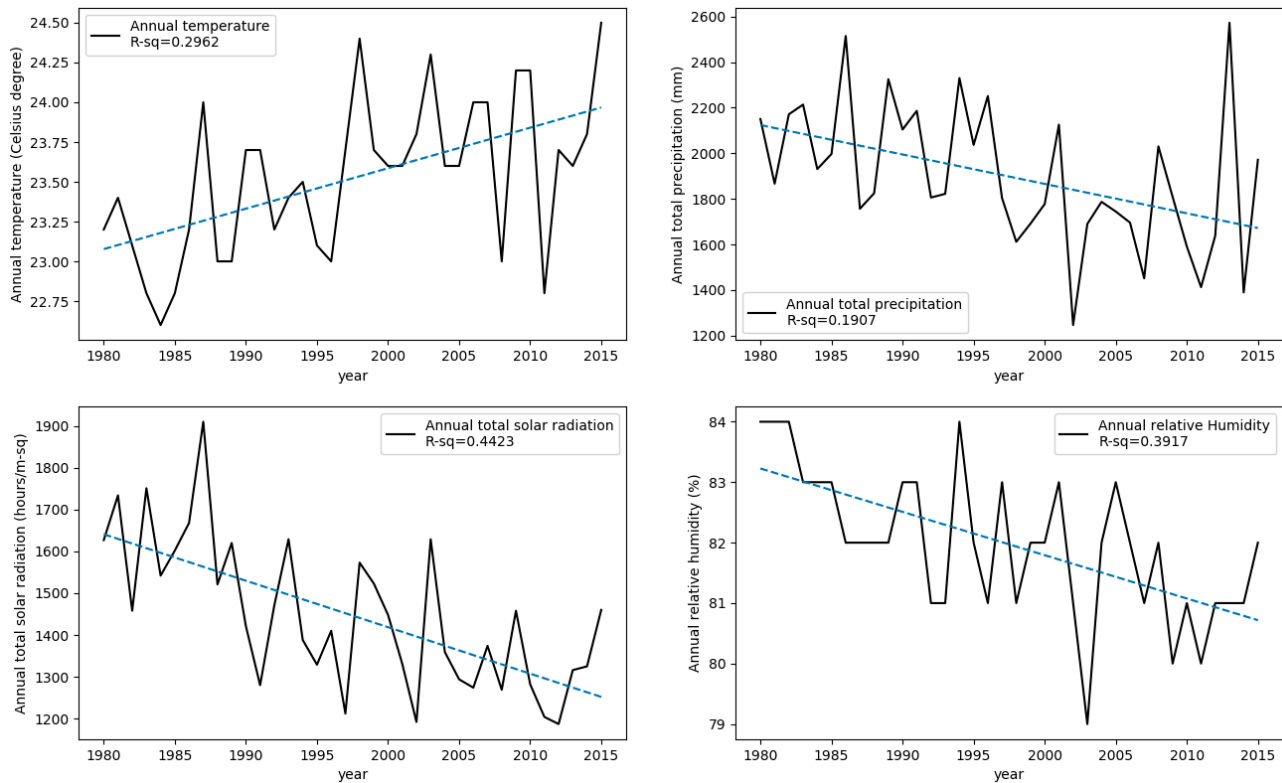 Annual temperature
R-sq=0.2962
Annual temperature (Celsius degree)
24.50
24.25
24.00
23.75
23.50
23.25
23.00
22.75
1980 1985 1990 1995 2000 2005 2010 2015
year
Annual total precipitation (mm)
2600
2400
2200
2000
1800
1600
1400
1200
Annual total precipitation
R-sq=0.1907
1980 1985 1990 1995 2000 2005 2010 2015
year
Annual total solar radiation
R-sq=0.4423
Annual total solar radiation (hours/m-sq)
1900
1800
1700
1600
1500
1400
1300
1200
1980 1985 1990 1995 2000 2005 2010 2015
year
Annual relative Humidity
R-sq=0.3917
Annual relative humidity (%)
84
83
82
81
80
79
1980 1985 1990 1995 2000 2005 2010 2015
year